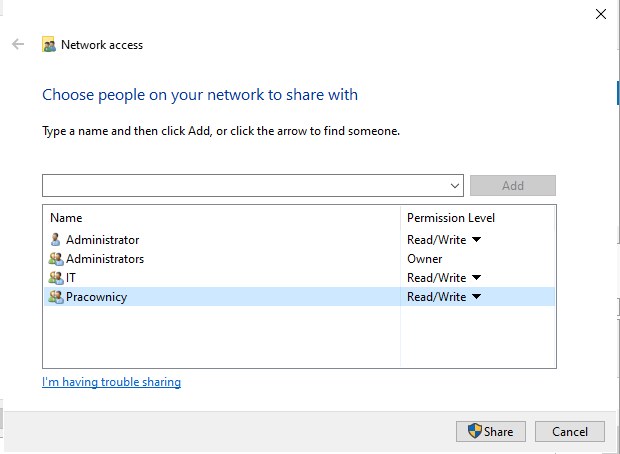 Network access
Choose people on your network to share with
Type a name and then click Add, or click the arrow to find someone.
Add
Name Permission Level
Administrator Read/Write
Administrators Owner
IT Read/Write
Pracownicy Read/Write
I'm having trouble sharing
Share Cancel